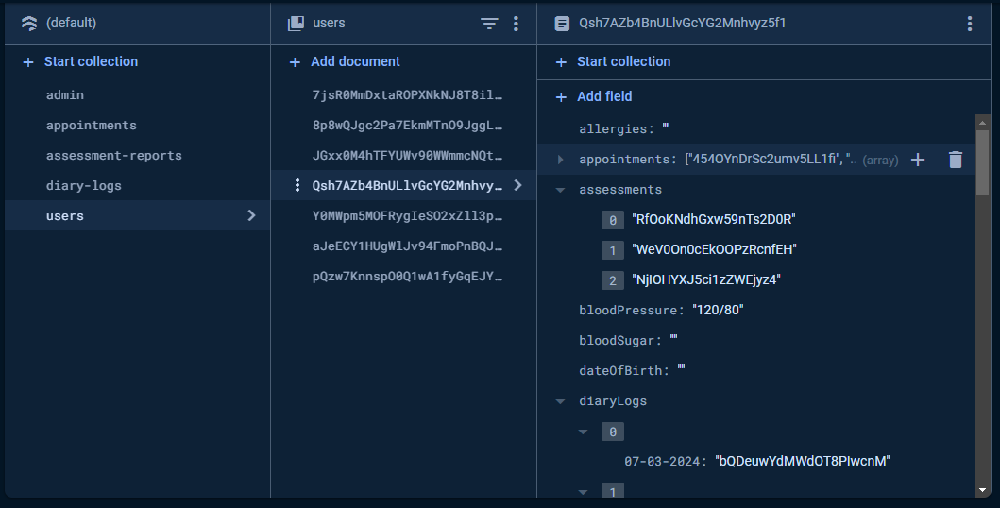 (default)
Start collection
admin
appointments
assessment-reports
diary-logs
users
users
Add document
7jsR0MmDxtaROPXNkNJ8T8il…
8p8wQJgc2Pa7EkmMTnO9JggL…
JGxx0M4hTFYUWv90WWmmcNQt…
Qsh7AZb4BnULlvGcYG2Mnhvy…
Y0MWpm5MOFRygIeSO2xZll3p…
aJeECY1HUgWlJv94FmoPnBQJ…
pQzw7KnnspO0Q1wA1fyGqEJY…
Qsh7AZb4BnULlvGcYG2Mnhvyz5f1
Start collection
Add field
allergies: ""
appointments: ["454OYnDrSc2umv5LL1fi", "… (array)
assessments
0 "RfOoKNdhGxw59nTs2D0R"
1 "WeV0On0cEkOOPzRcnfEH"
2 "NjIOHYXJ5ci1zZWEjyz4"
bloodPressure: "120/80"
bloodSugar: ""
dateOfBirth: ""
diaryLogs
0
07-03-2024: "bQDeuwYdMWdOT8PIwcnM"
1